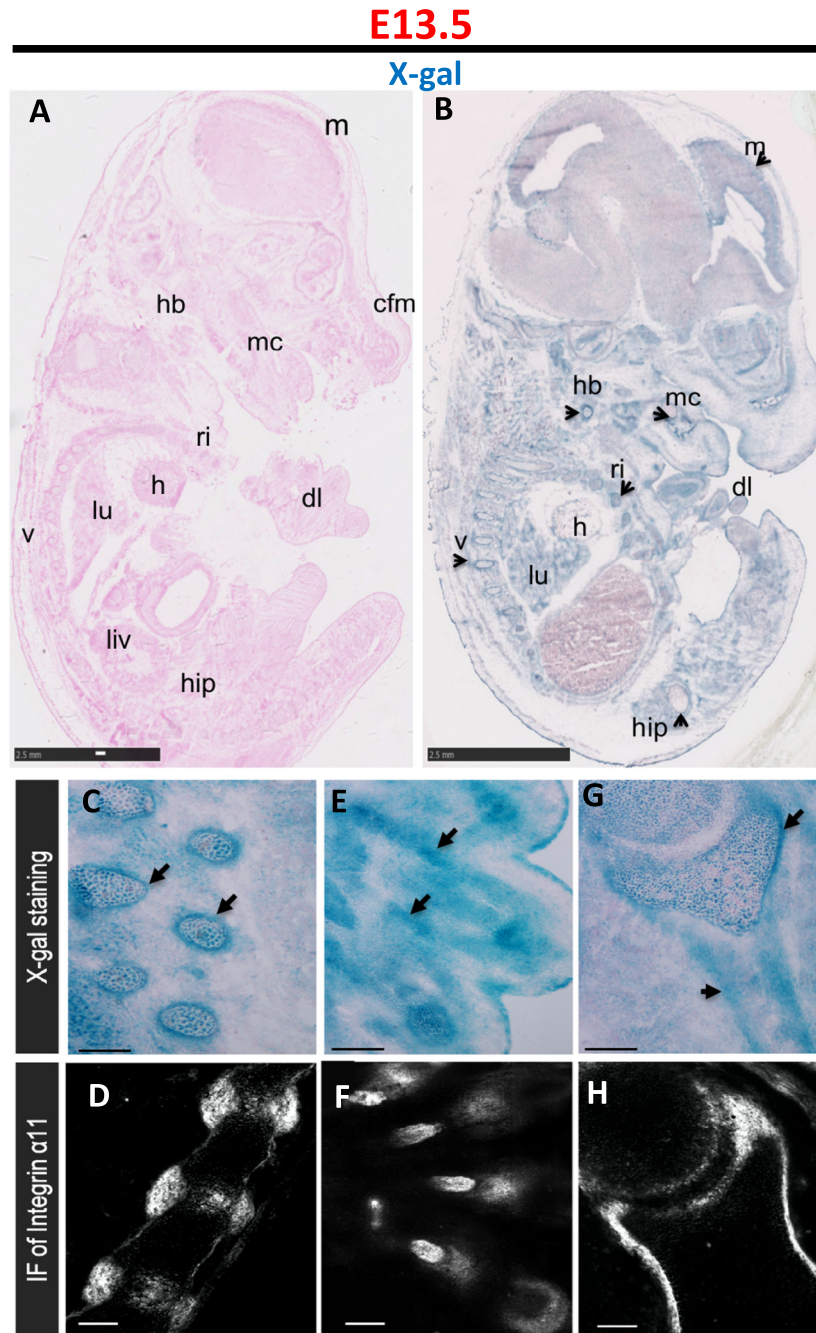 E13.5
X-gal
A
m
hb
cfm
mc
ri
h
lu
dl
v
liv
hip
2.5 mm
B
m
hb
mc
ri
dl
h
v
lu
hip
2.5 mm
X-gal staining
C
E
G
IF of Integrin α11
D
F
H